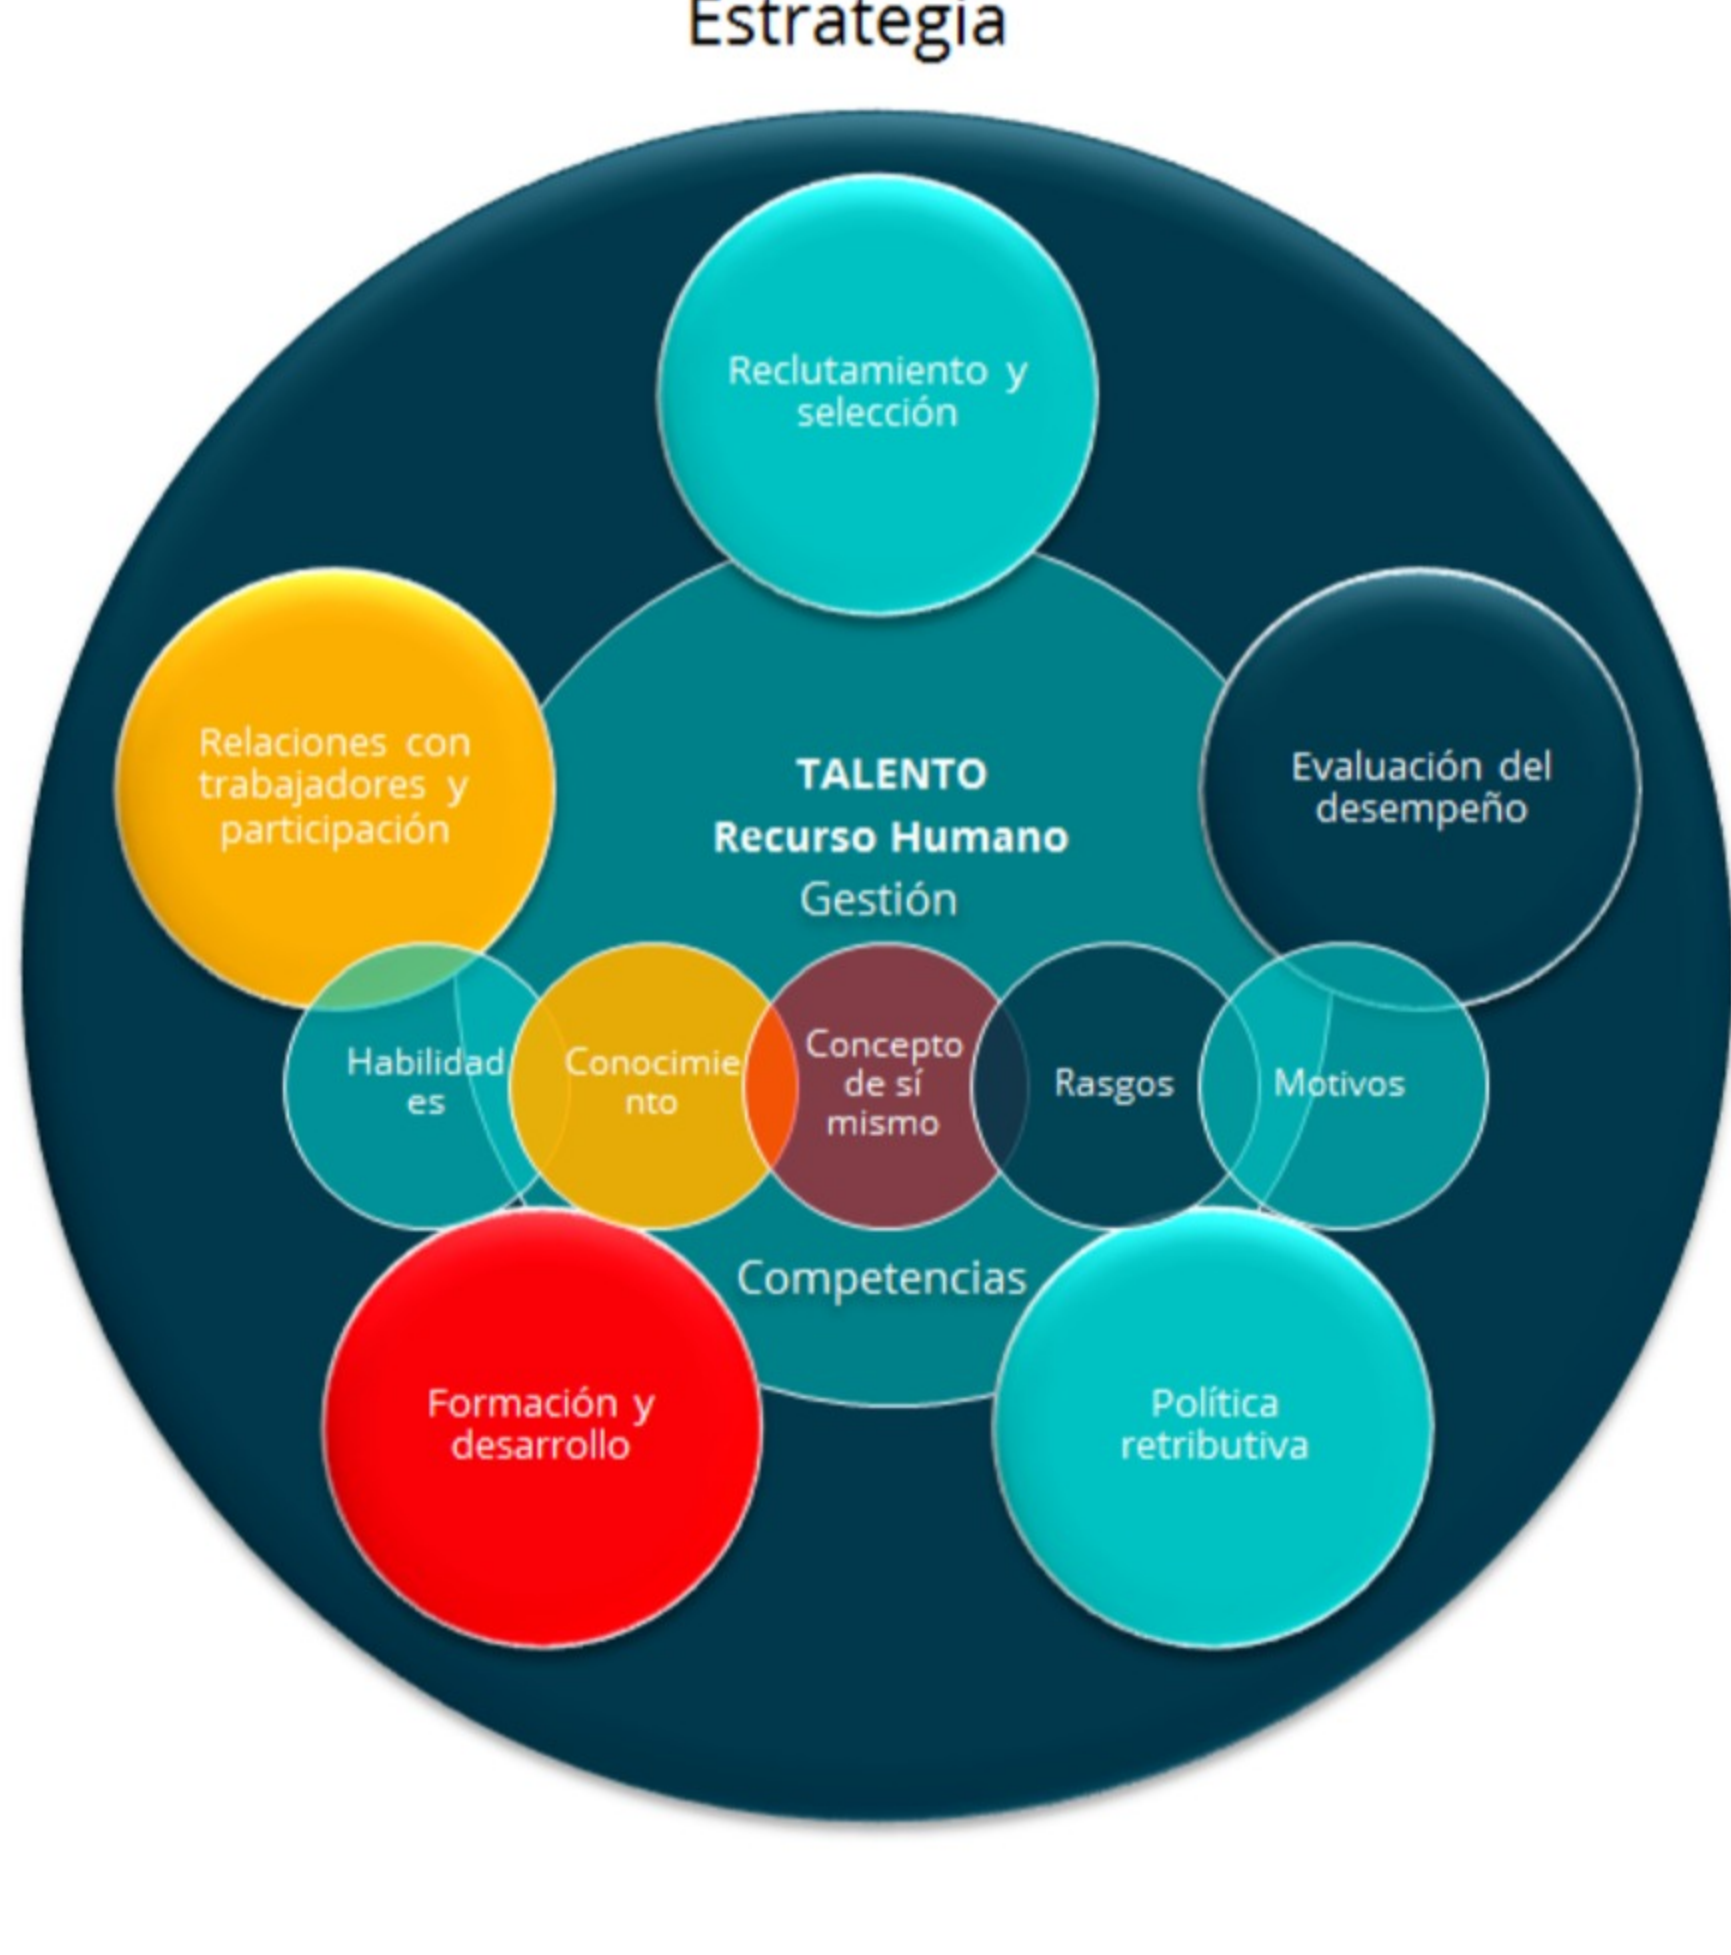 Estrategia
Reclutamiento y
selección
Relaciones con
trabajadores y
participación
TALENTO
Recurso Humano
Gestión
Evaluación del
desempeño
Habilidad
es
Conocimie
nto
Concepto
de sí
mismo
Rasgos
Motivos
Competencias
Formación y
desarrollo
Política
retributiva